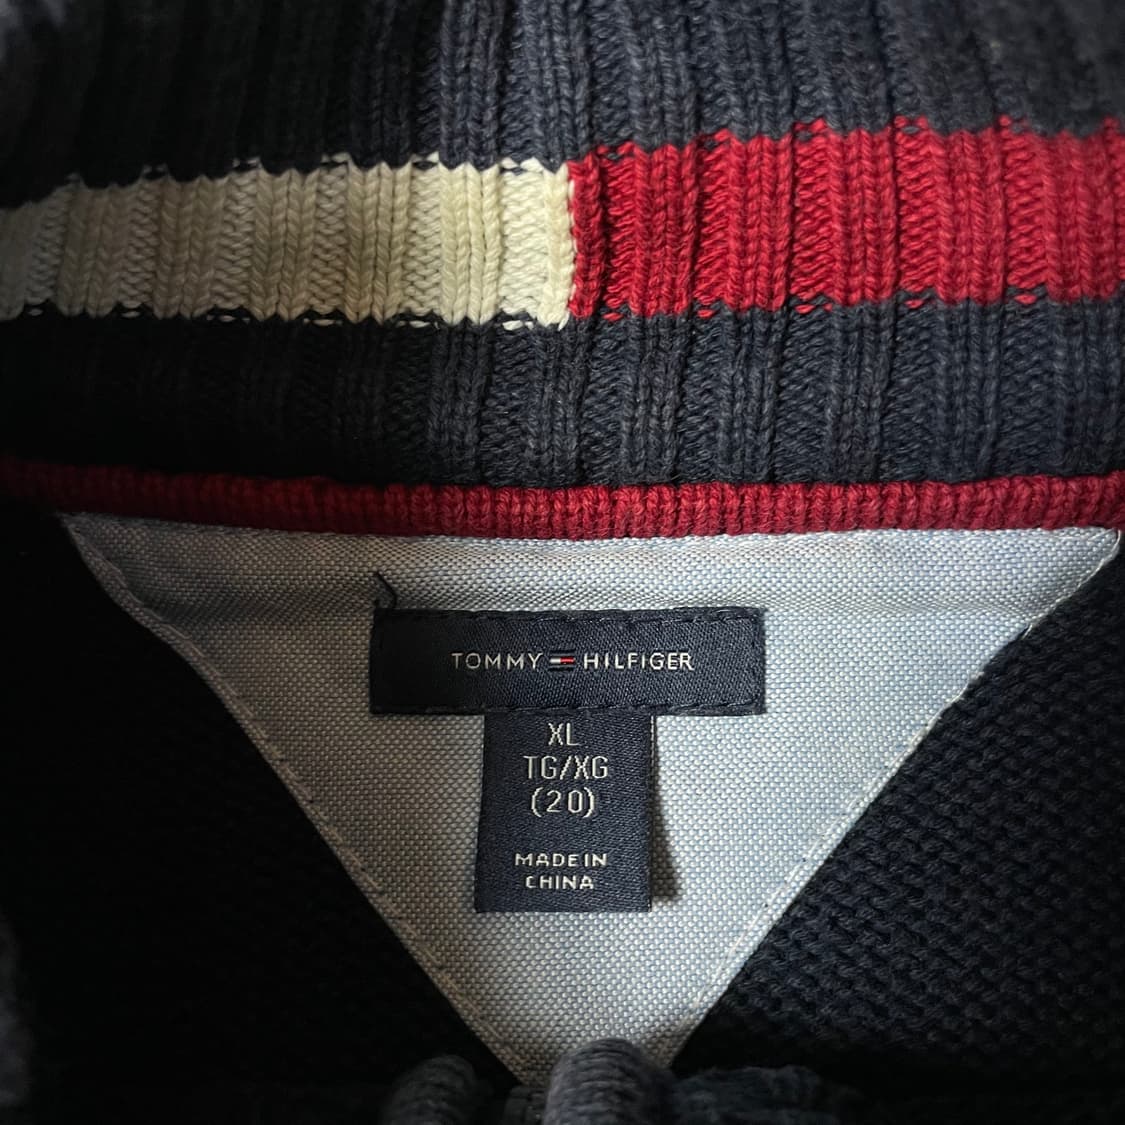 TOMMY HILFIGER
XL
TG/XG
(20)
MADE IN
CHINA